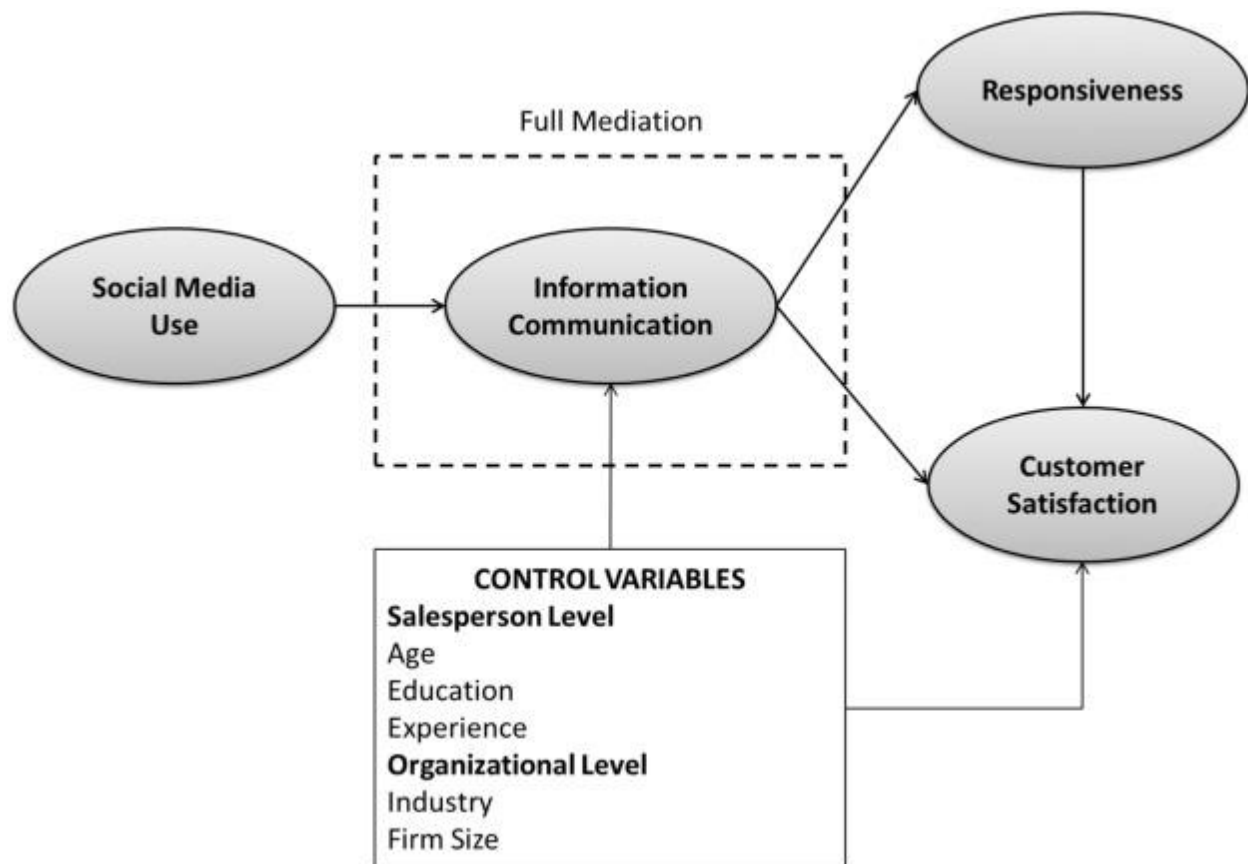 Responsiveness
Full Mediation
Social Media
Use
Information
Communication
Customer
Satisfaction
CONTROL VARIABLES
Salesperson Level
Age
Education
Experience
Organizational Level
Industry
Firm Size